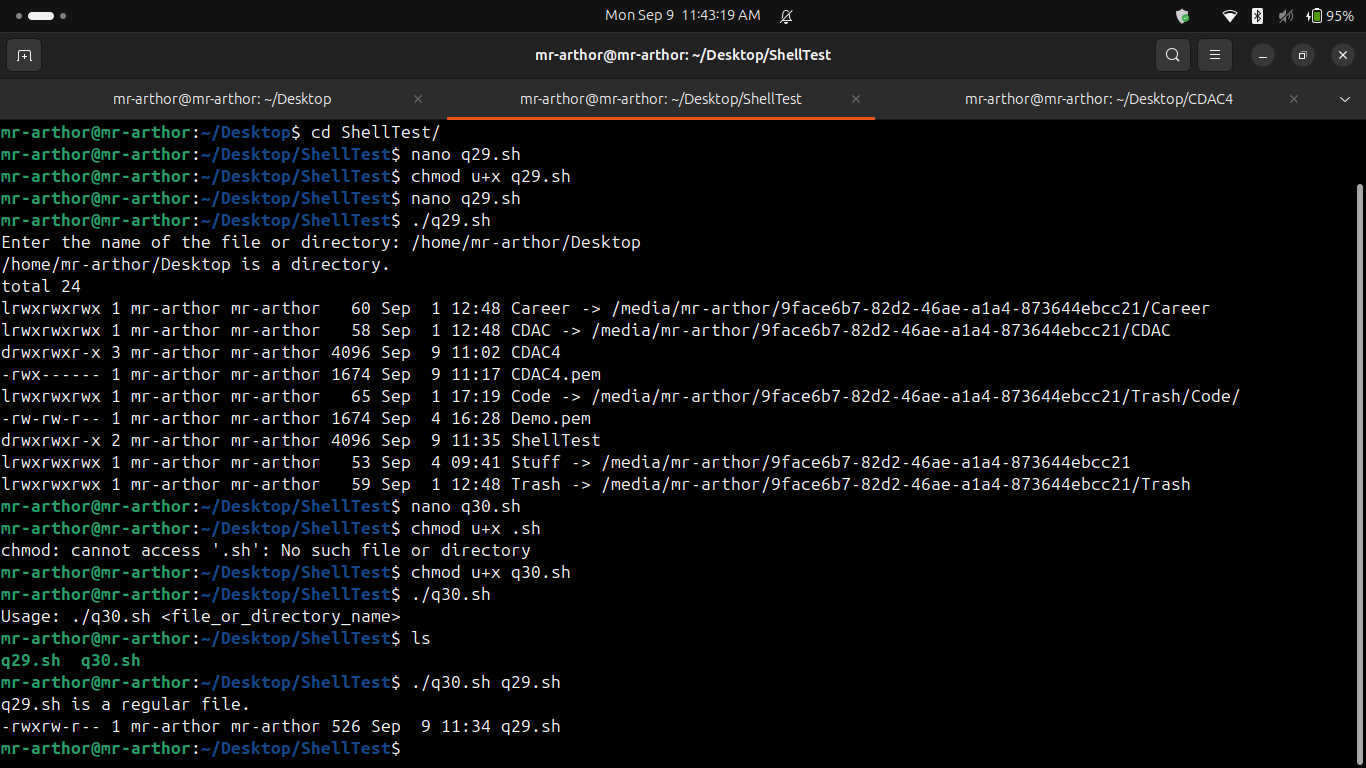 Mon Sep 9 11:43:19 AM
95%
mr-arthor@mr-arthor: ~/Desktop/ShellTest
mr-arthor@mr-arthor: ~/Desktop
mr-arthor@mr-arthor: ~/Desktop/ShellTest
mr-arthor@mr-arthor: ~/Desktop/CDAC4
mr-arthor@mr-arthor:~/Desktop$ cd ShellTest/
mr-arthor@mr-arthor:~/Desktop/ShellTest$ nano q29.sh
mr-arthor@mr-arthor:~/Desktop/ShellTest$ chmod u+x q29.sh
mr-arthor@mr-arthor:~/Desktop/ShellTest$ nano q29.sh
mr-arthor@mr-arthor:~/Desktop/ShellTest$ ./q29.sh
Enter the name of the file or directory: /home/mr-arthor/Desktop
/home/mr-arthor/Desktop is a directory.
total 24
lrwxrwxrwx 1 mr-arthor mr-arthor   60 Sep  1 12:48 Career -> /media/mr-arthor/9face6b7-82d2-46ae-a1a4-873644ebcc21/Career
lrwxrwxrwx 1 mr-arthor mr-arthor   58 Sep  1 12:48 CDAC -> /media/mr-arthor/9face6b7-82d2-46ae-a1a4-873644ebcc21/CDAC
drwxrwxr-x 3 mr-arthor mr-arthor 4096 Sep  9 11:02 CDAC4
-rwx------ 1 mr-arthor mr-arthor 1674 Sep  9 11:17 CDAC4.pem
lrwxrwxrwx 1 mr-arthor mr-arthor   65 Sep  1 17:19 Code -> /media/mr-arthor/9face6b7-82d2-46ae-a1a4-873644ebcc21/Trash/Code/
-rw-rw-r-- 1 mr-arthor mr-arthor 1674 Sep  4 16:28 Demo.pem
drwxrwxr-x 2 mr-arthor mr-arthor 4096 Sep  9 11:35 ShellTest
lrwxrwxrwx 1 mr-arthor mr-arthor   53 Sep  4 09:41 Stuff -> /media/mr-arthor/9face6b7-82d2-46ae-a1a4-873644ebcc21
lrwxrwxrwx 1 mr-arthor mr-arthor   59 Sep  1 12:48 Trash -> /media/mr-arthor/9face6b7-82d2-46ae-a1a4-873644ebcc21/Trash
mr-arthor@mr-arthor:~/Desktop/ShellTest$ nano q30.sh
mr-arthor@mr-arthor:~/Desktop/ShellTest$ chmod u+x .sh
chmod: cannot access '.sh': No such file or directory
mr-arthor@mr-arthor:~/Desktop/ShellTest$ chmod u+x q30.sh
mr-arthor@mr-arthor:~/Desktop/ShellTest$ ./q30.sh
Usage: ./q30.sh <file_or_directory_name>
mr-arthor@mr-arthor:~/Desktop/ShellTest$ ls
q29.sh  q30.sh
mr-arthor@mr-arthor:~/Desktop/ShellTest$ ./q30.sh q29.sh
q29.sh is a regular file.
-rwxrw-r-- 1 mr-arthor mr-arthor 526 Sep  9 11:34 q29.sh
mr-arthor@mr-arthor:~/Desktop/ShellTest$